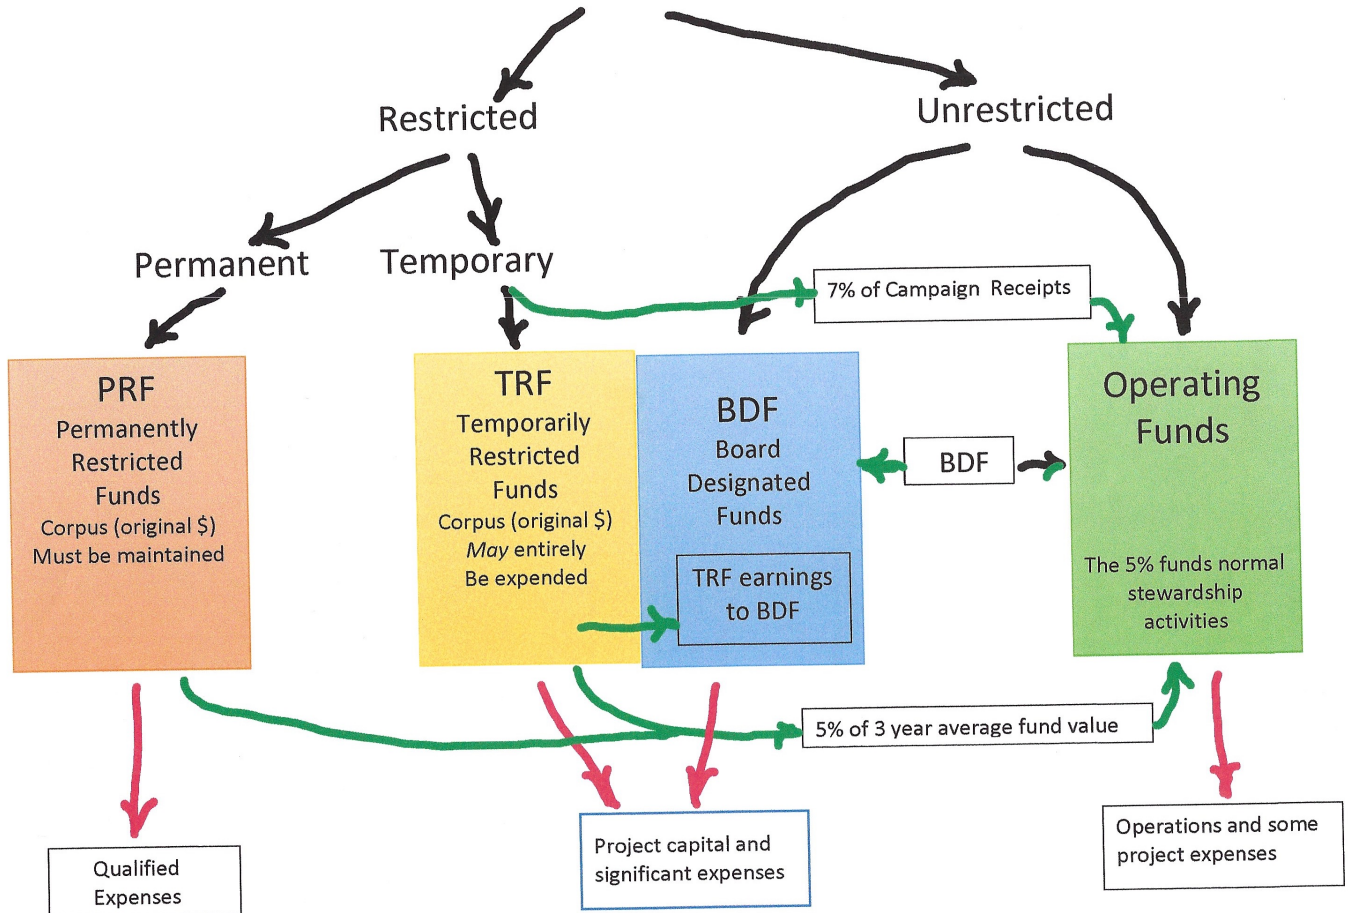 Restricted
Unrestricted
Permanent
Temporary
7% of Campaign Receipts
PRF
Permanently
Restricted
Funds
Corpus (original $)
Must be maintained
TRF
Temporarily
Restricted
Funds
Corpus (original $)
May entirely
Be expended
BDF
Board
Designated
Funds
TRF earnings
to BDF
BDF
Operating
Funds
The 5% funds normal
stewardship
activities
5% of 3 year average fund value
Qualified
Expenses
Project capital and
significant expenses
Operations and some
project expenses